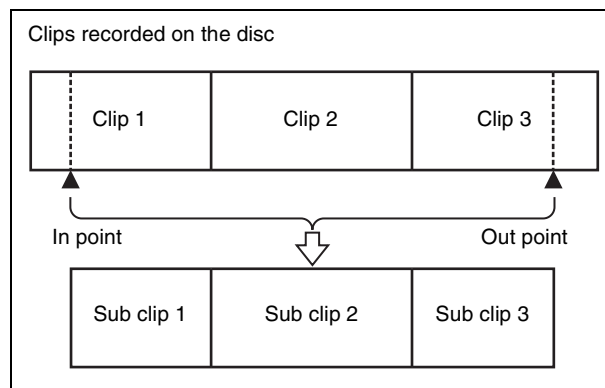 Clips recorded on the disc
Clip 1 Clip 2 Clip 3
In point Out point
Sub clip 1 Sub clip 2 Sub clip 3